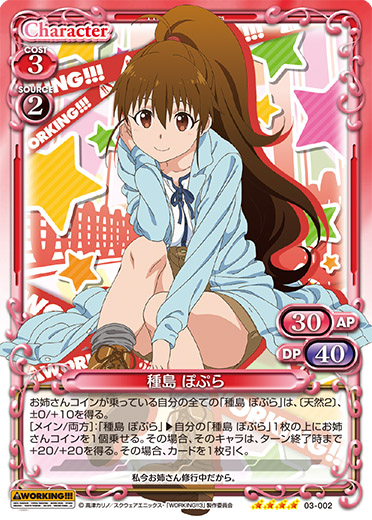 Character
COST
3
SOURCE
2
WORKING!!!
ORKING!!!
30 AP
DP 40
種島 ぽぷら
お姉さんコインが乗っている自分の全ての「種島 ぽぷら」は、〔天然2〕、
±0/+10を得る。
[メイン/両方]:「種島 ぽぷら」▶自分の「種島 ぽぷら」1枚の上にお姉
さんコインを1個乗せる。その場合、そのキャラは、ターン終了時まで
+20/+20を得る。その場合、カードを1枚引く。
私今お姉さん修行中だから。
WORKING!!!
© 高津カリノ/スクウェアエニックス・「WORKING!!!3」製作委員会
03-002